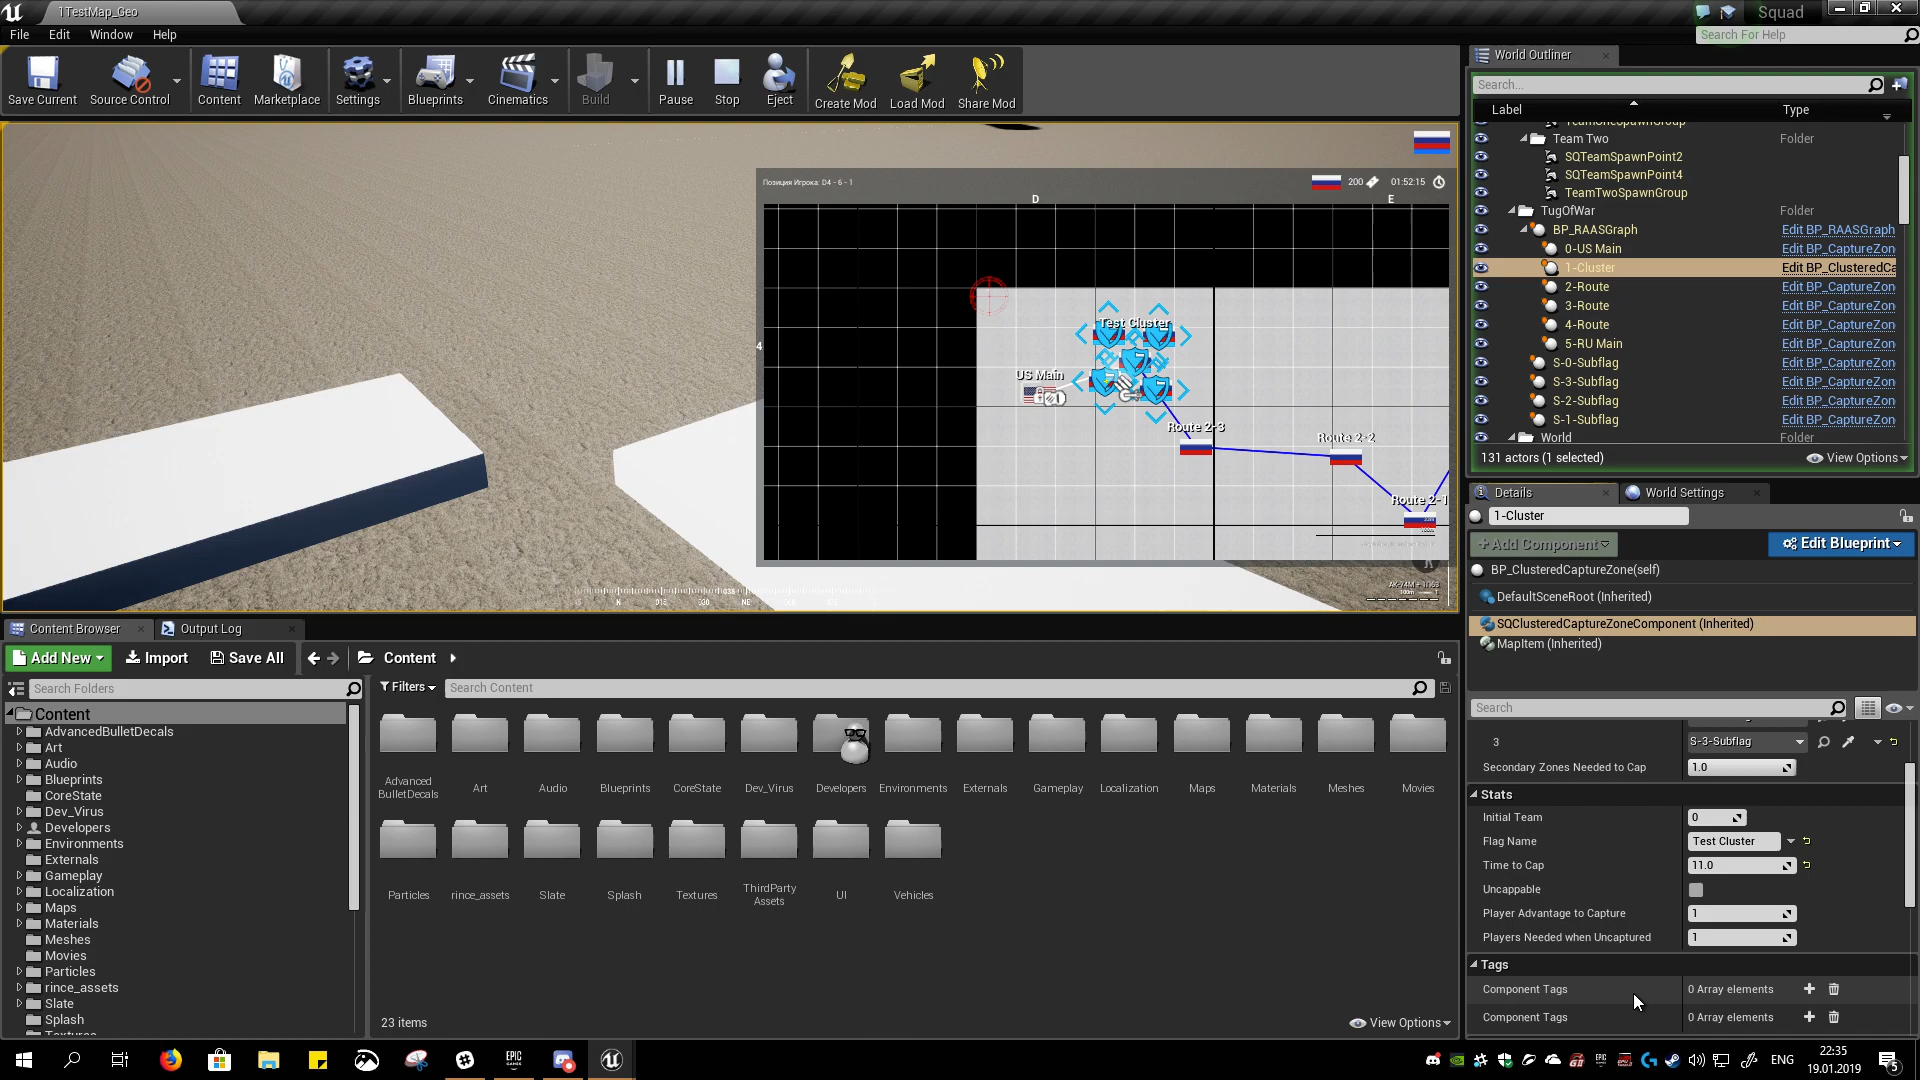 1TestMap_Geo
Squad
File Edit Window Help
Search For Help
Save Current Source Control Content Marketplace Settings Blueprints Cinematics Build Pause Stop Eject Create Mod Load Mod Share Mod
World Outliner
Search...
Label Type
TeamOneSpawnGroup
Team Two Folder
SQTeamSpawnPoint2
SQTeamSpawnPoint4
TeamTwoSpawnGroup
TugOfWar Folder
BP_RAASGraph Edit BP_RAASGraph
0-US Main Edit BP_CaptureZon
1-Cluster Edit BP_ClusteredCa
2-Route Edit BP_CaptureZon
3-Route Edit BP_CaptureZon
4-Route Edit BP_CaptureZon
5-RU Main Edit BP_CaptureZon
S-0-Subflag Edit BP_CaptureZon
S-3-Subflag Edit BP_CaptureZon
S-2-Subflag Edit BP_CaptureZon
S-1-Subflag Edit BP_CaptureZon
World Folder
131 actors (1 selected) View Options
Позиция Игрока: D4 - 6 - 1
200 01:52:15
D E
4
Test Cluster
US Main
Route 2-3
Route 2-2
Route 2-1
N 015 030 NE
Details World Settings
1-Cluster
+Add Component Edit Blueprint
BP_ClusteredCaptureZone(self)
DefaultSceneRoot (Inherited)
SQClusteredCaptureZoneComponent (Inherited)
MapItem (Inherited)
Search
3 S-3-Subflag
Secondary Zones Needed to Cap 1.0
Stats
Initial Team 0
Flag Name Test Cluster
Time to Cap 11.0
Uncappable
Player Advantage to Capture 1
Players Needed when Uncaptured 1
Tags
Component Tags 0 Array elements
Component Tags 0 Array elements
Content Browser Output Log
Add New Import Save All Content
Search Folders
Filters Search Content
Content
AdvancedBulletDecals
Art
Audio
Blueprints
CoreState
Dev_Virus
Developers
Environments
Externals
Gameplay
Localization
Maps
Materials
Meshes
Movies
Particles
rince_assets
Slate
Splash
Textures
Advanced
BulletDecals Art Audio Blueprints CoreState Dev_Virus Developers Environments Externals Gameplay Localization Maps Materials Meshes Movies
Particles rince_assets Slate Splash Textures ThirdParty
Assets UI Vehicles
23 items View Options
EPIC
GAMES
ENG
22:35
19.01.2019
5